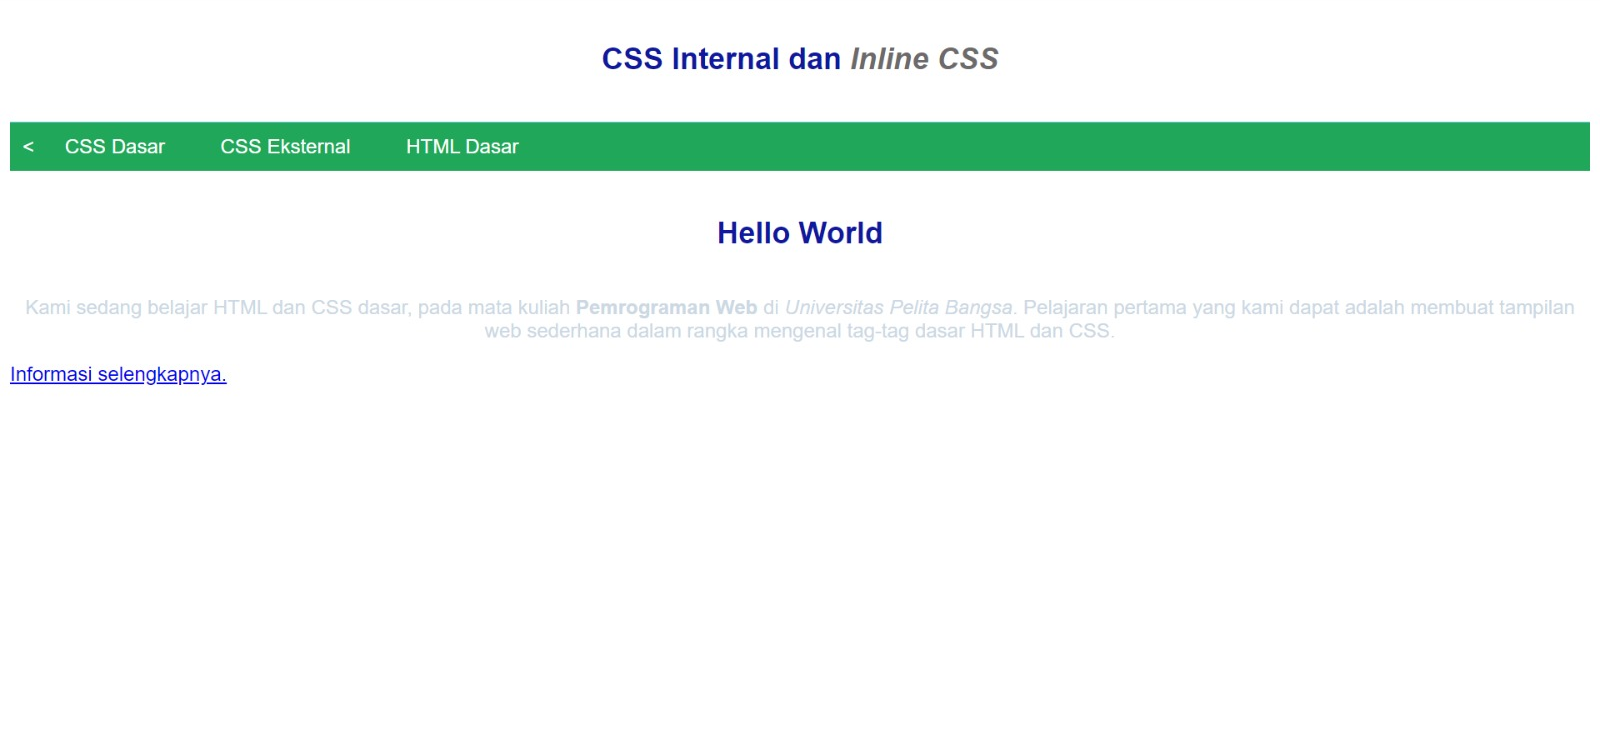 CSS Internal dan Inline CSS
< CSS Dasar CSS Eksternal HTML Dasar
Hello World
Kami sedang belajar HTML dan CSS dasar, pada mata kuliah Pemrograman Web di Universitas Pelita Bangsa. Pelajaran pertama yang kami dapat adalah membuat tampilan
web sederhana dalam rangka mengenal tag-tag dasar HTML dan CSS.
Informasi selengkapnya.